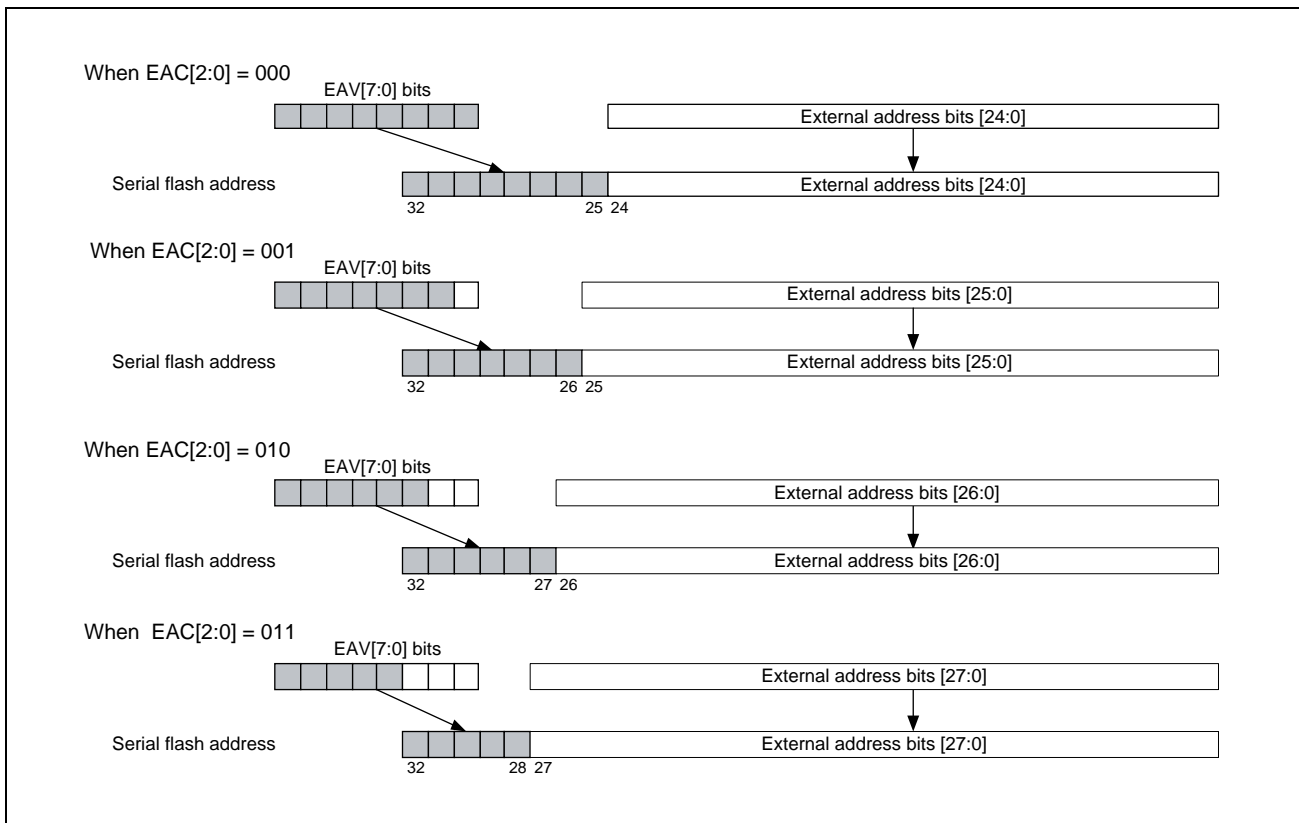 When EAC[2:0] = 000
EAV[7:0] bits
External address bits [24:0]
Serial flash address
External address bits [24:0]
32
25 24
When EAC[2:0] = 001
EAV[7:0] bits
External address bits [25:0]
Serial flash address
External address bits [25:0]
32
26 25
When EAC[2:0] = 010
EAV[7:0] bits
External address bits [26:0]
Serial flash address
External address bits [26:0]
32
27 26
When EAC[2:0] = 011
EAV[7:0] bits
External address bits [27:0]
Serial flash address
External address bits [27:0]
32
28 27